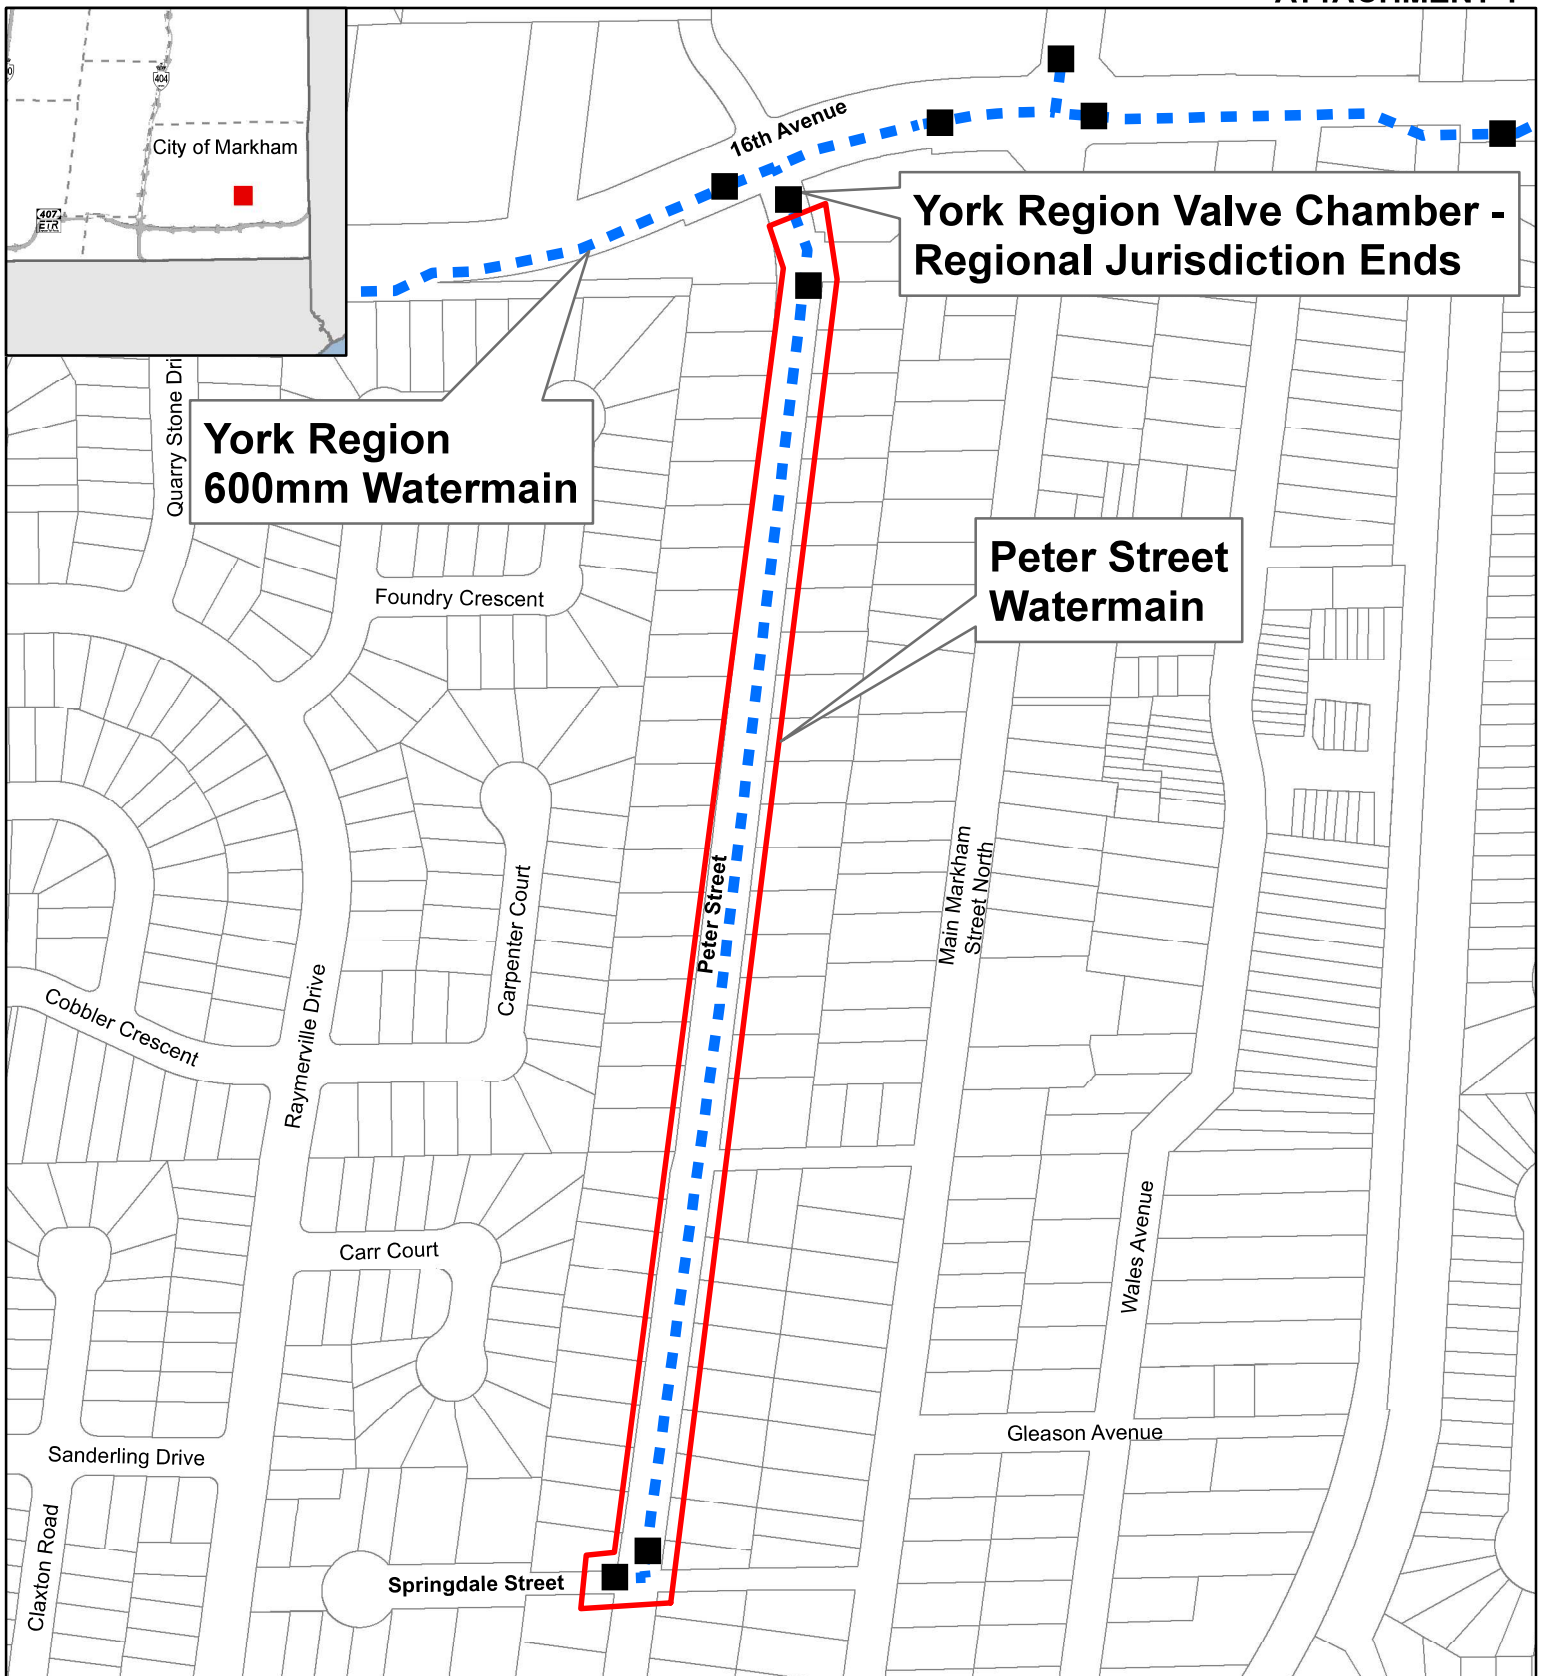 404
City of Markham
407
ETR
16th Avenue
York Region Valve Chamber -
Regional Jurisdiction Ends
York Region
600mm Watermain
Peter Street
Watermain
Quarry Stone Dri
Foundry Crescent
Carpenter Court
Peter Street
Main Markham
Street North
Cobbler Crescent
Raymerville Drive
Carr Court
Wales Avenue
Gleason Avenue
Sanderling Drive
Claxton Road
Springdale Street